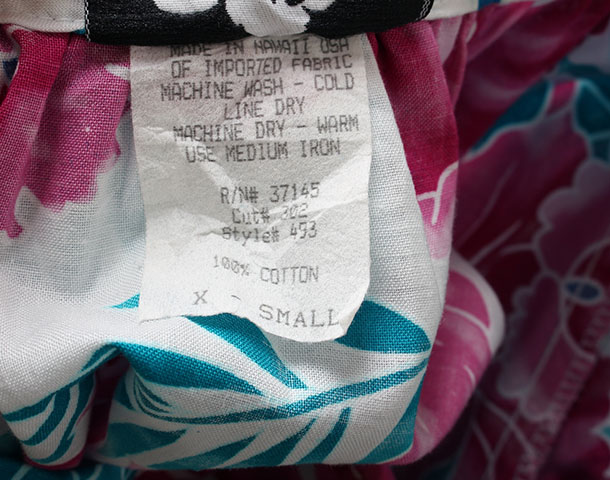 MADE IN HAWAII USA
OF IMPORTED FABRIC
MACHINE WASH - COLD
LINE DRY
MACHINE DRY - WARM
USE MEDIUM IRON
R/N# 37145
Cut# 302
Style# 493
100% COTTON
X - SMALL